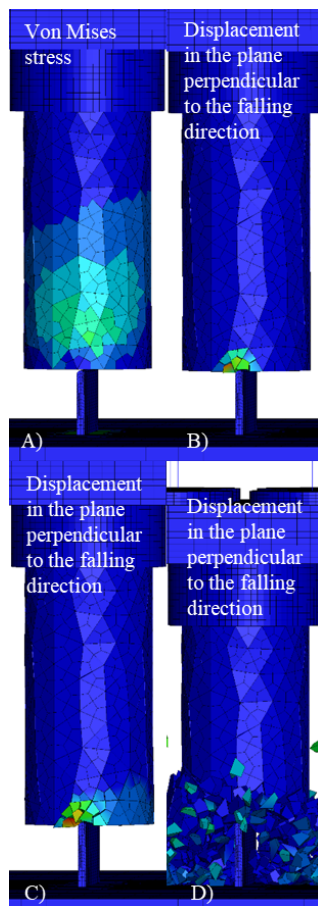 Von Mises
stress
A)
Displacement
in the plane
perpendicular
to the falling
direction
B)
Displacement
in the plane
perpendicular
to the falling
direction
C)
Displacement
in the plane
perpendicular
to the falling
direction
D)